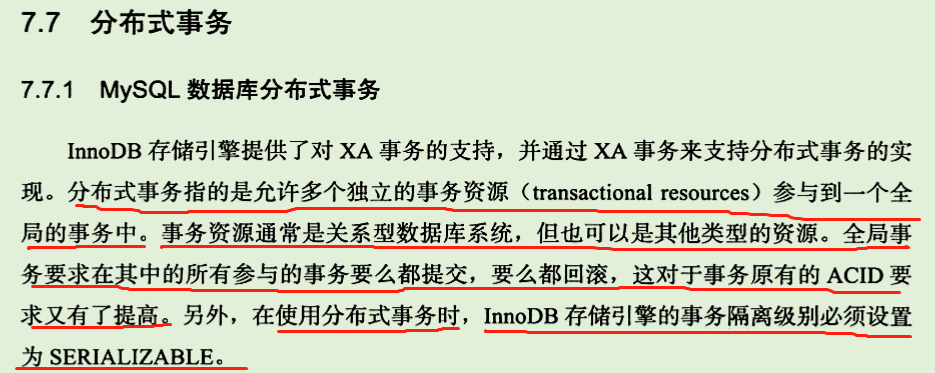 7.7 分布式事务
7.7.1 MySQL 数据库分布式事务
InnoDB 存储引擎提供了对 XA 事务的支持，并通过 XA 事务来支持分布式事务的实
现。分布式事务指的是允许多个独立的事务资源（transactional resources）参与到一个全
局的事务中。事务资源通常是关系型数据库系统，但也可以是其他类型的资源。全局事
务要求在其中的所有参与的事务要么都提交，要么都回滚，这对于事务原有的 ACID 要
求又有了提高。另外，在使用分布式事务时，InnoDB 存储引擎的事务隔离级别必须设置
为 SERIALIZABLE。